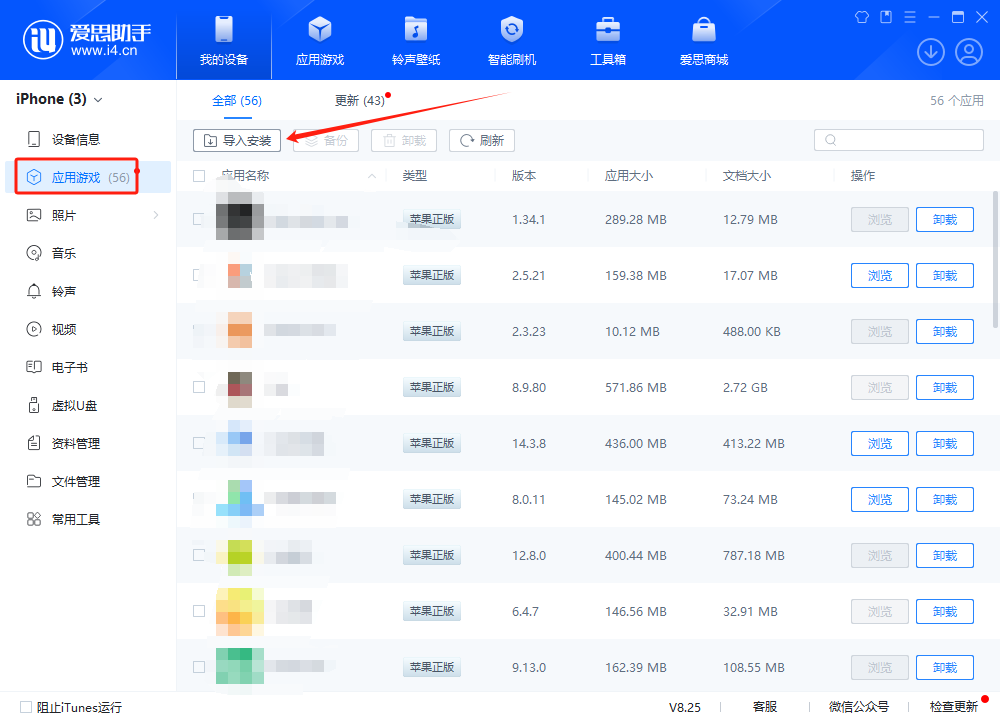 爱思助手
www.i4.cn
我的设备
应用游戏
铃声壁纸
智能刷机
工具箱
爱思商城
iPhone (3)
设备信息
应用游戏 (56)
照片
音乐
铃声
视频
电子书
虚拟U盘
资料管理
文件管理
常用工具
全部 (56) 更新 (43) 56 个应用
导入安装 备份 卸载 刷新
应用名称 类型 版本 应用大小 文档大小 操作
苹果正版 1.34.1 289.28 MB 12.79 MB 浏览 卸载
苹果正版 2.5.21 159.38 MB 17.07 MB 浏览 卸载
苹果正版 2.3.23 10.12 MB 488.00 KB 浏览 卸载
苹果正版 8.9.80 571.86 MB 2.72 GB 浏览 卸载
苹果正版 14.3.8 436.00 MB 413.22 MB 浏览 卸载
苹果正版 8.0.11 145.02 MB 73.24 MB 浏览 卸载
苹果正版 12.8.0 400.44 MB 787.18 MB 浏览 卸载
苹果正版 6.4.7 146.56 MB 32.91 MB 浏览 卸载
苹果正版 9.13.0 162.39 MB 108.55 MB 浏览 卸载
阻止iTunes运行 V8.25 客服 微信公众号 检查更新